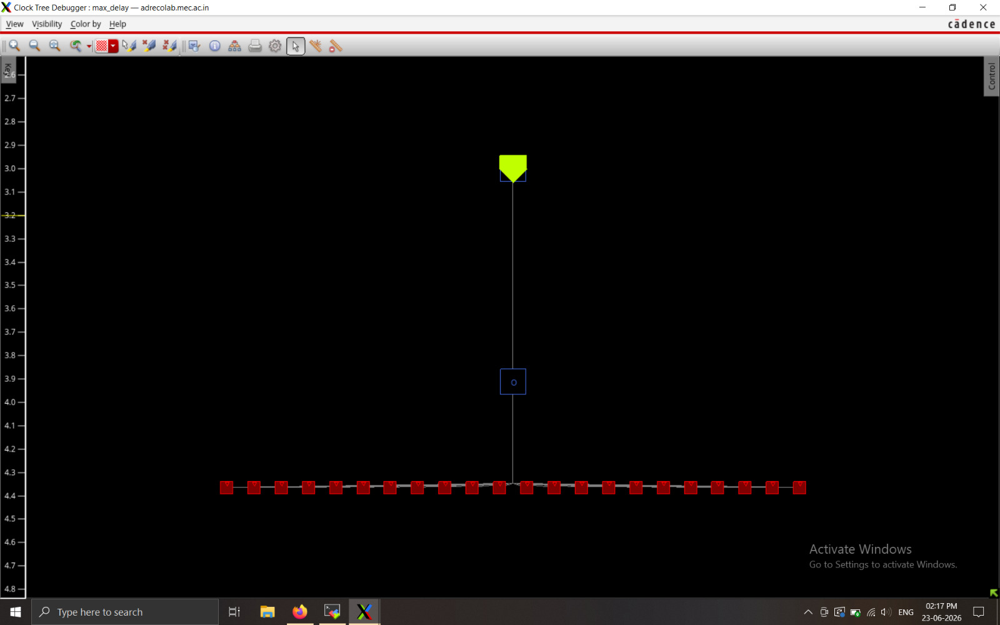 Clock Tree Debugger : max_delay — adrecolab.mec.ac.in
View Visibility Color by Help
cādence
Key
Control
2.6
2.7
2.8
2.9
3.0
3.1
3.2
3.3
3.4
3.5
3.6
3.7
3.8
3.9
4.0
4.1
4.2
4.3
4.4
4.5
4.6
4.7
4.8
Activate Windows
Go to Settings to activate Windows.
Type here to search
ENG
02:17 PM
23-06-2026